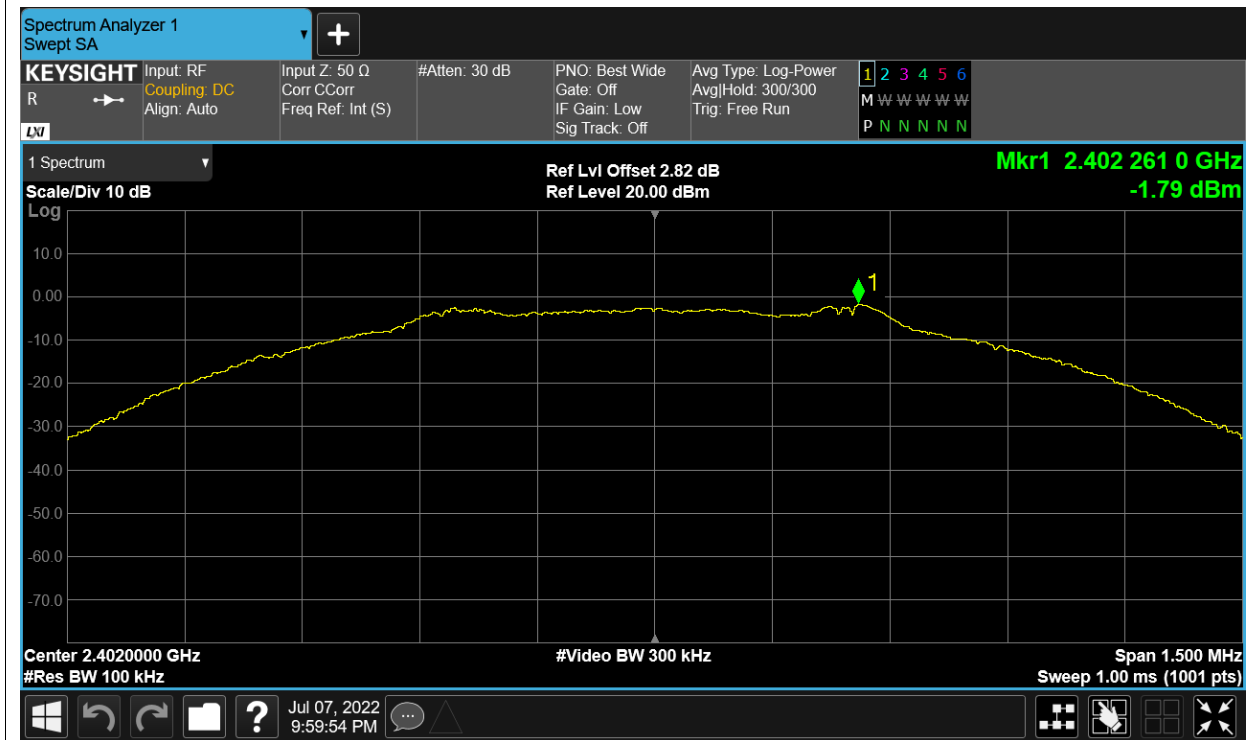 Spectrum Analyzer 1
Swept SA
KEYSIGHT
R
LXI
Input: RF
Coupling: DC
Align: Auto
Input Z: 50 Ω
Corr CCorr
Freq Ref: Int (S)
#Atten: 30 dB
PNO: Best Wide
Gate: Off
IF Gain: Low
Sig Track: Off
Avg Type: Log-Power
Avg|Hold: 300/300
Trig: Free Run
1 2 3 4 5 6
M W W W W W
P N N N N N
1 Spectrum
Scale/Div 10 dB
Log
Ref Lvl Offset 2.82 dB
Ref Level 20.00 dBm
Mkr1 2.402 261 0 GHz
-1.79 dBm
10.0
0.00
-10.0
-20.0
-30.0
-40.0
-50.0
-60.0
-70.0
1
Center 2.4020000 GHz
#Res BW 100 kHz
#Video BW 300 kHz
Span 1.500 MHz
Sweep 1.00 ms (1001 pts)
?
Jul 07, 2022
9:59:54 PM